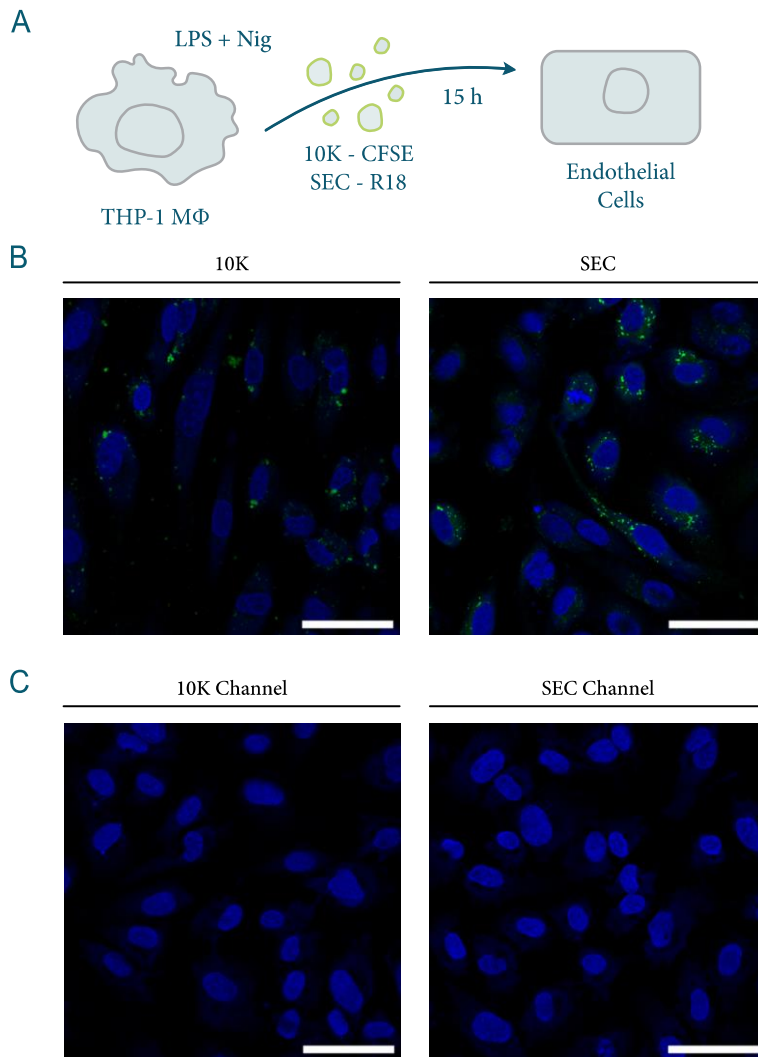 A
LPS + Nig
15 h
10K - CFSE
SEC - R18
Endothelial
Cells
THP-1 MΦ
B
10K
SEC
C
10K Channel
SEC Channel